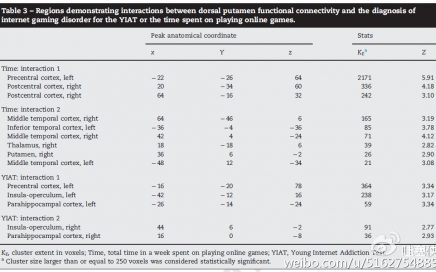 Table 3 – Regions demonstrating interactions between dorsal putamen functional connectivity and the diagnosis of
internet gaming disorder for the YIAT or the time spent on playing online games.
Peak anatomical coordinate Stats
x Y z KEᵃ Z
Time: interaction 1
Precentral cortex, left −22 −26 64 2171 5.91
Postcentral cortex, right 20 −34 60 336 4.18
Postcentral cortex, right 64 −16 32 242 3.10
Time: interaction 2
Middle temporal cortex, right 64 −46 6 165 3.19
Inferior temporal cortex, left −36 −4 −36 85 3.78
Middle temporal cortex, right 42 4 −24 71 4.12
Thalamus, right 18 −18 6 39 2.82
Putamen, right 36 6 −2 26 2.90
Middle temporal cortex, left −48 12 −34 21 3.08
YIAT: interaction 1
Precentral cortex, left −16 −20 78 364 3.34
Insula-operculum, left −42 −12 16 238 3.17
Parahippocampal cortex, left −26 −14 −24 59 3.34
YIAT: interaction 2
Insula-operculum, right 44 6 −2 91 2.77
Parahippocampal cortex, right 16 0 −8 36 2.93
KE, cluster extent in voxels; Time, total time in a week spent on playing online games; YIAT, Young Internet Addiction Test.
ᵃ Cluster size larger than or equal to 250 voxels was considered statistically significant.
weibo.com/u/5162754885